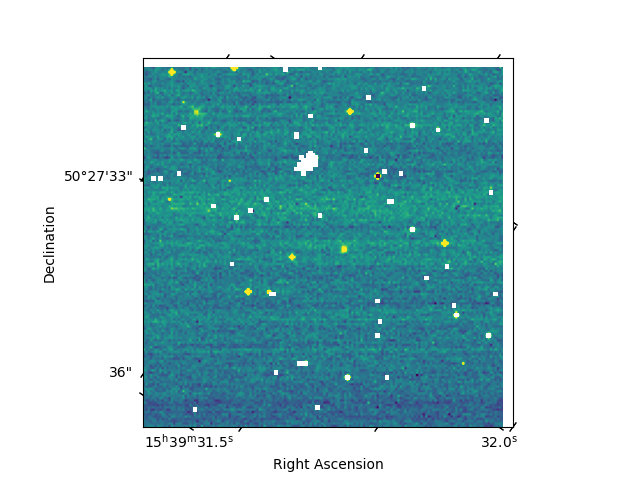 50°27'33"
Declination
36"
15ʰ39ᵐ31.5ˢ
32.0ˢ
Right Ascension